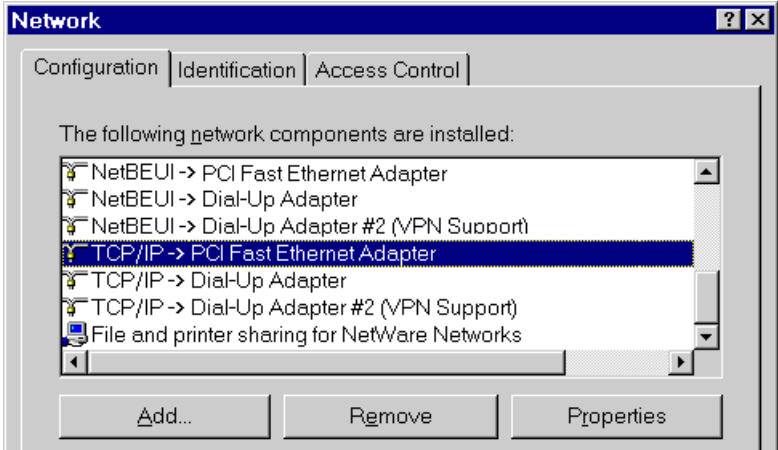 Network
Configuration Identification Access Control
The following network components are installed:
NetBEUI -> PCI Fast Ethernet Adapter
NetBEUI -> Dial-Up Adapter
NetBEUI -> Dial-Up Adapter #2 (VPN Support)
TCP/IP -> PCI Fast Ethernet Adapter
TCP/IP -> Dial-Up Adapter
TCP/IP -> Dial-Up Adapter #2 (VPN Support)
File and printer sharing for NetWare Networks
Add... Remove Properties